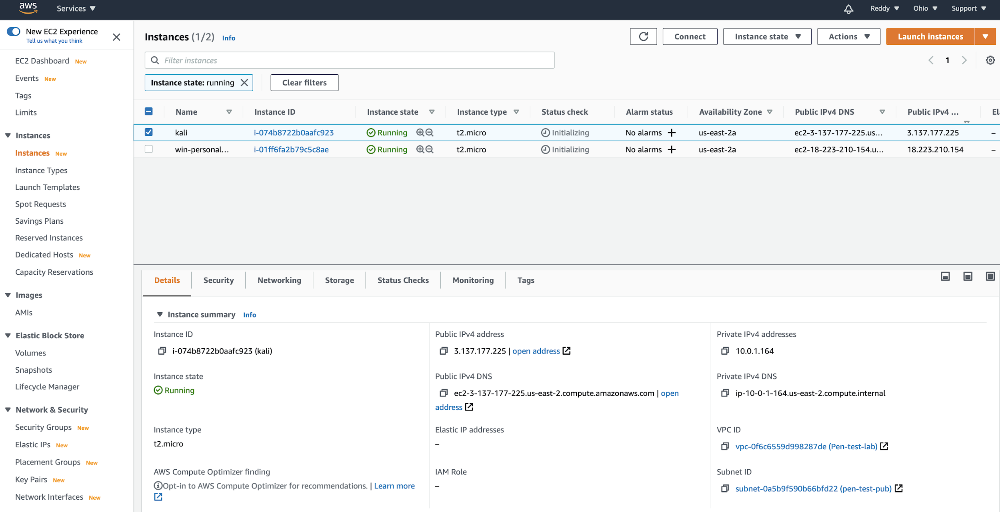 aws Services Reddy Ohio Support
New EC2 Experience
Tell us what you think
EC2 Dashboard New
Events New
Tags
Limits
Instances
Instances New
Instance Types
Launch Templates
Spot Requests
Savings Plans
Reserved Instances
Dedicated Hosts New
Capacity Reservations
Images
AMIs
Elastic Block Store
Volumes
Snapshots
Lifecycle Manager
Network & Security
Security Groups New
Elastic IPs New
Placement Groups New
Key Pairs New
Network Interfaces New
Instances (1/2) Info Connect Instance state Actions Launch instances
Filter instances 1
Instance state: running Clear filters
Name Instance ID Instance state Instance type Status check Alarm status Availability Zone Public IPv4 DNS Public IPv4 ... Ela
kali i-074b8722b0aafc923 Running t2.micro Initializing No alarms + us-east-2a ec2-3-137-177-225.us... 3.137.177.225 –
win-personal... i-01ff6fa2b79c5c8ae Running t2.micro Initializing No alarms + us-east-2a ec2-18-223-210-154.u... 18.223.210.154 –
Details Security Networking Storage Status Checks Monitoring Tags
Instance summary Info
Instance ID
i-074b8722b0aafc923 (kali)
Public IPv4 address
3.137.177.225 | open address
Private IPv4 addresses
10.0.1.164
Instance state
Running
Public IPv4 DNS
ec2-3-137-177-225.us-east-2.compute.amazonaws.com | open
address
Private IPv4 DNS
ip-10-0-1-164.us-east-2.compute.internal
Instance type
t2.micro
Elastic IP addresses
–
VPC ID
vpc-0f6c6559d998287de (Pen-test-lab)
AWS Compute Optimizer finding
Opt-in to AWS Compute Optimizer for recommendations. | Learn more
IAM Role
–
Subnet ID
subnet-0a5b9f590b66bfd22 (pen-test-pub)